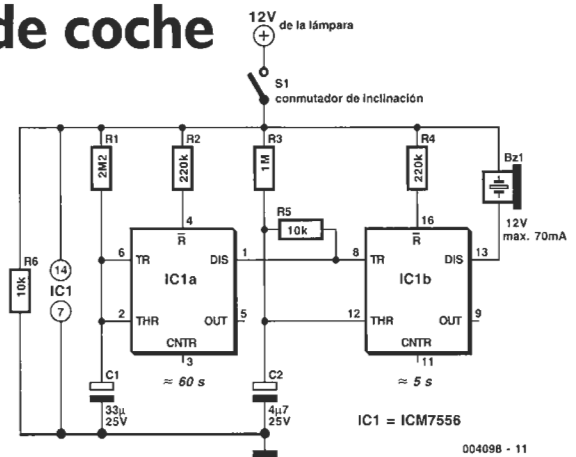 de coche
12V de la lámpara
+
S1
conmutador de inclinación
R1
2M2
R2
220k
R3
1M
R4
220k
Bz1
12V
max. 70mA
R5
10k
R6
10k
14
IC1
7
4
R
6
TR
DIS
1
IC1a
2
THR
OUT
5
CNTR
3
≈ 60 s
16
R
8
TR
DIS
13
IC1b
12
THR
OUT
9
CNTR
11
≈ 5 s
C1
33µ
25V
C2
4µ7
25V
IC1 = ICM7556
004098 - 11